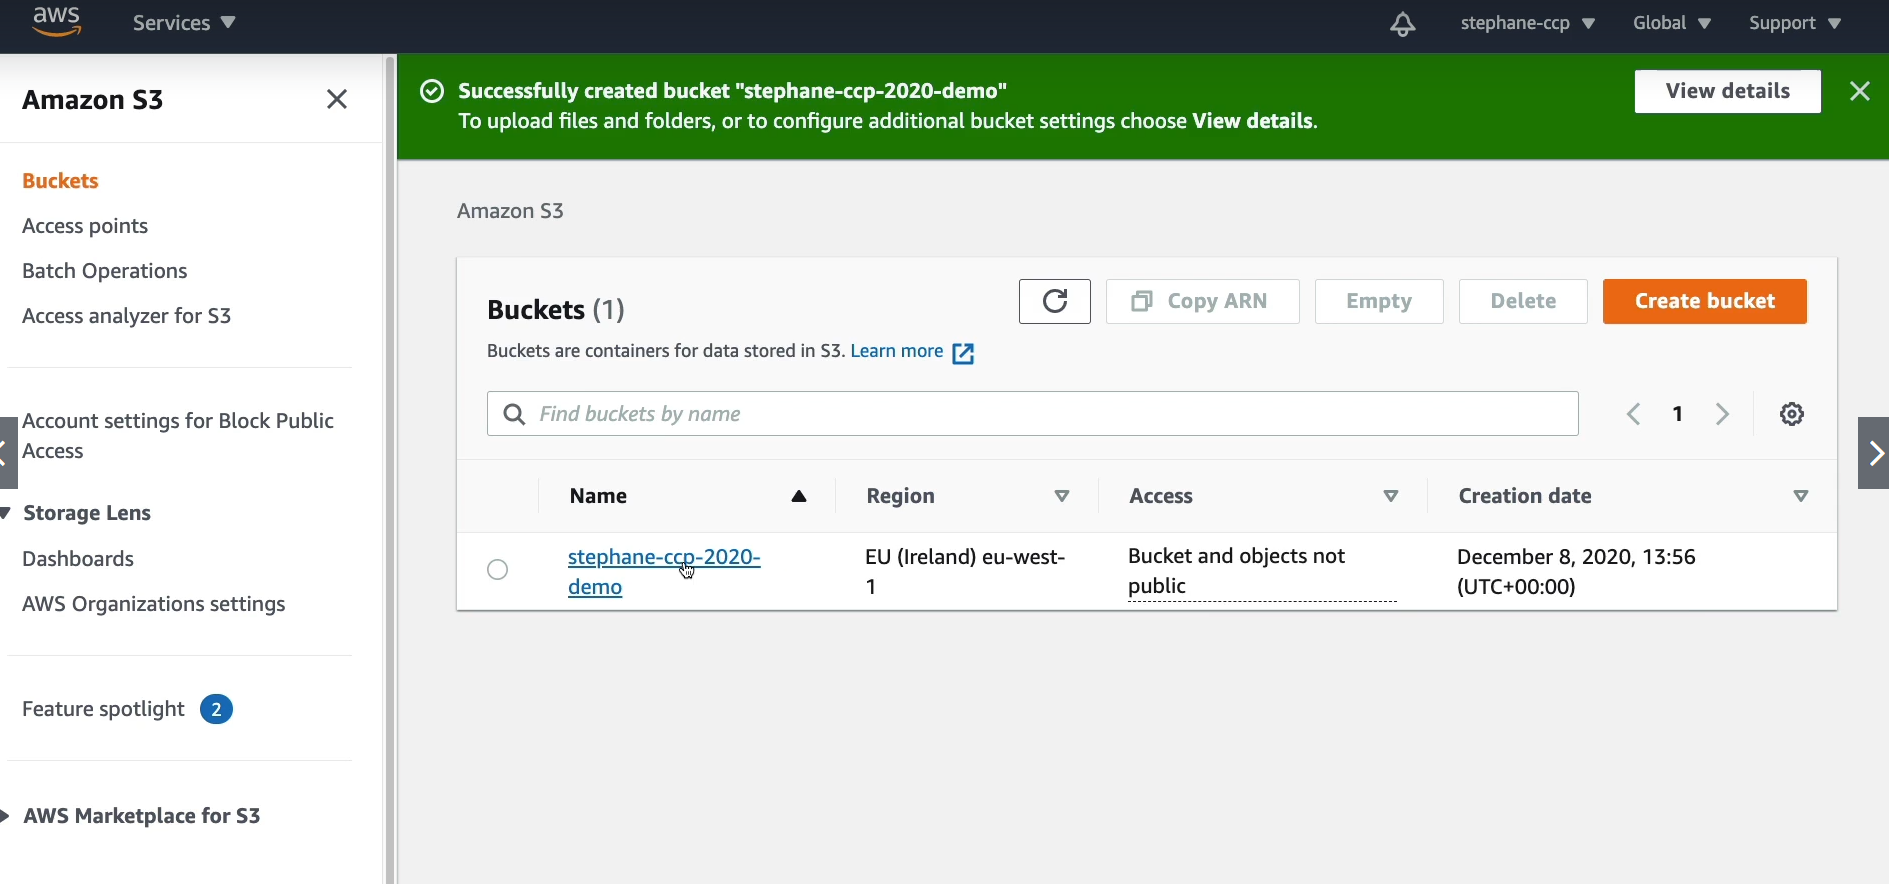 aws
Services
stephane-ccp
Global
Support
Amazon S3
Buckets
Access points
Batch Operations
Access analyzer for S3
Account settings for Block Public
Access
Storage Lens
Dashboards
AWS Organizations settings
Feature spotlight 2
AWS Marketplace for S3
Successfully created bucket "stephane-ccp-2020-demo"
To upload files and folders, or to configure additional bucket settings choose View details.
View details
Amazon S3
Buckets (1)
Copy ARN
Empty
Delete
Create bucket
Buckets are containers for data stored in S3. Learn more
Find buckets by name
1
Name
Region
Access
Creation date
stephane-ccp-2020-
demo
EU (Ireland) eu-west-
1
Bucket and objects not
public
December 8, 2020, 13:56
(UTC+00:00)